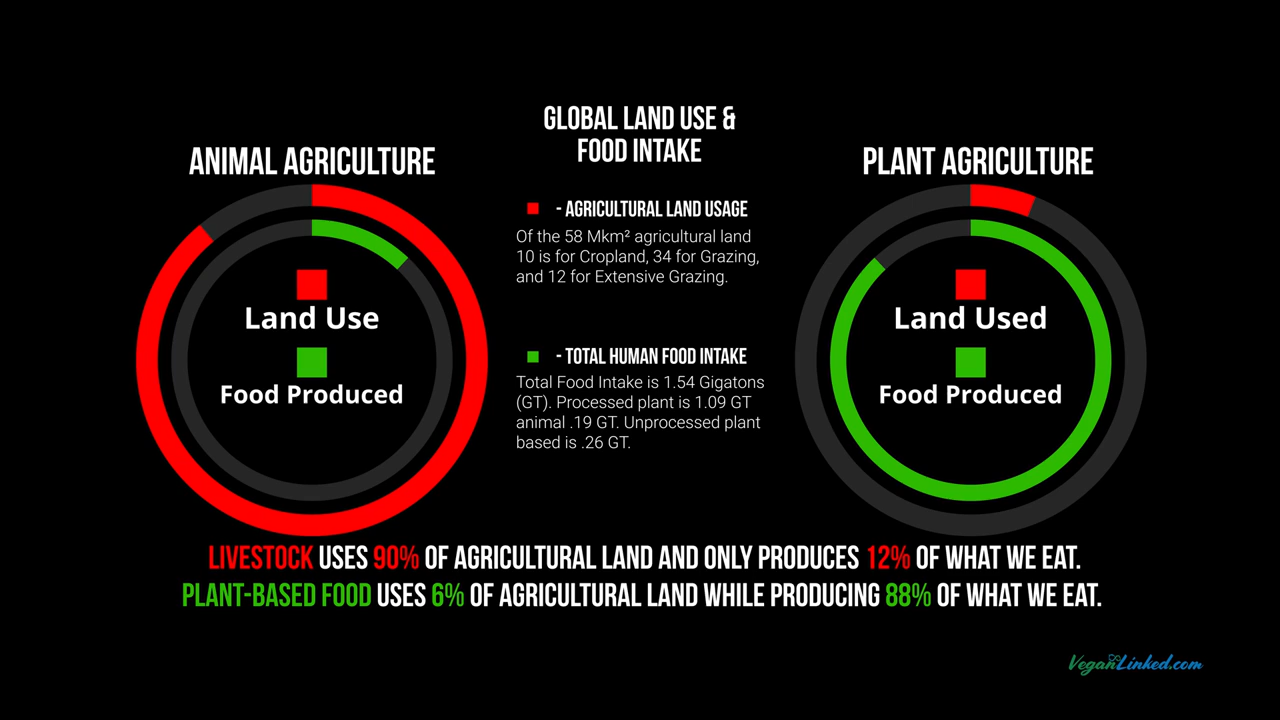 GLOBAL LAND USE &
FOOD INTAKE
ANIMAL AGRICULTURE
Land Use
Food Produced
- AGRICULTURAL LAND USAGE
Of the 58 Mkm² agricultural land
10 is for Cropland, 34 for Grazing,
and 12 for Extensive Grazing.
- TOTAL HUMAN FOOD INTAKE
Total Food Intake is 1.54 Gigatons
(GT). Processed plant is 1.09 GT
animal .19 GT. Unprocessed plant
based is .26 GT.
PLANT AGRICULTURE
Land Used
Food Produced
LIVESTOCK USES 90% OF AGRICULTURAL LAND AND ONLY PRODUCES 12% OF WHAT WE EAT.
PLANT-BASED FOOD USES 6% OF AGRICULTURAL LAND WHILE PRODUCING 88% OF WHAT WE EAT.
VeganLinked.com